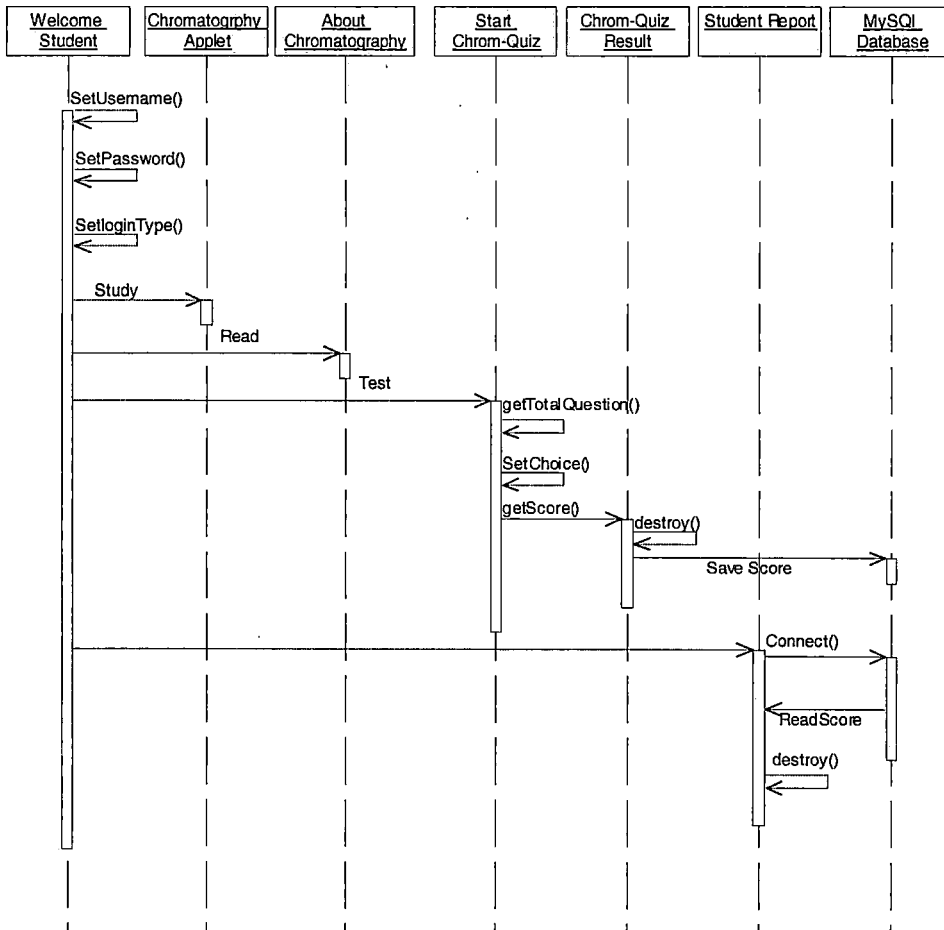 Welcome
Student
Chromatogrphy
Applet
About
Chromatography
Start
Chrom-Quiz
Chrom-Quiz
Result
Student Report
MySQl
Database
SetUsername()
SetPassword()
SetloginType()
Study
Read
Test
getTotalQuestion()
SetChoice()
getScore()
destroy()
Save Score
Connect()
ReadScore
destroy()